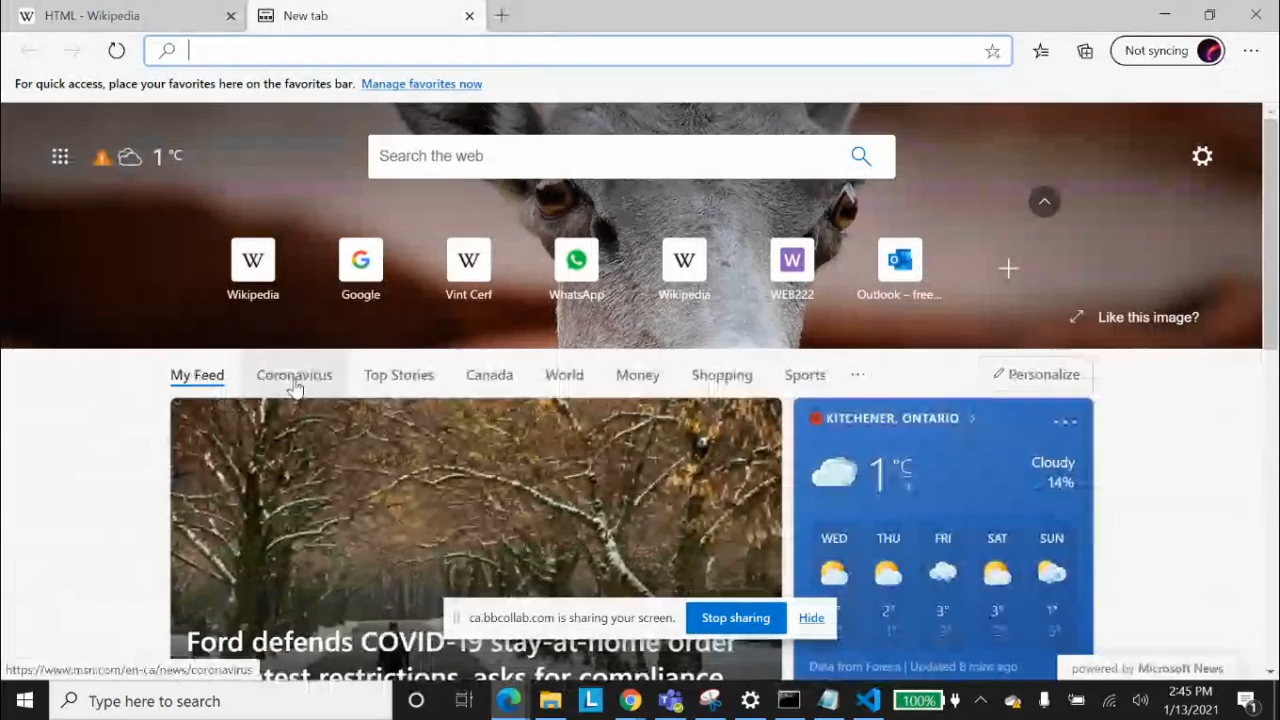 HTML - Wikipedia
New tab
Not syncing
For quick access, place your favorites here on the favorites bar. Manage favorites now
1 °C
Search the web
Wikipedia Google Vint Cerf WhatsApp Wikipedia WEB222 Outlook – free...
Like this image?
My Feed Coronavirus Top Stories Canada World Money Shopping Sports ... Personalize
KITCHENER, ONTARIO
1 °C
Cloudy
14%
WED THU FRI SAT SUN
2° 3° 3° 1°
ca.bbcollab.com is sharing your screen. Stop sharing Hide
Ford defends COVID-19 stay-at-home order
restrictions, asks for compliance
https://www.msn.com/en-ca/news/coronavirus
Data from Foreca | Updated 8 mins ago
powered by Microsoft News
Type here to search
100%
2:45 PM
1/13/2021
1